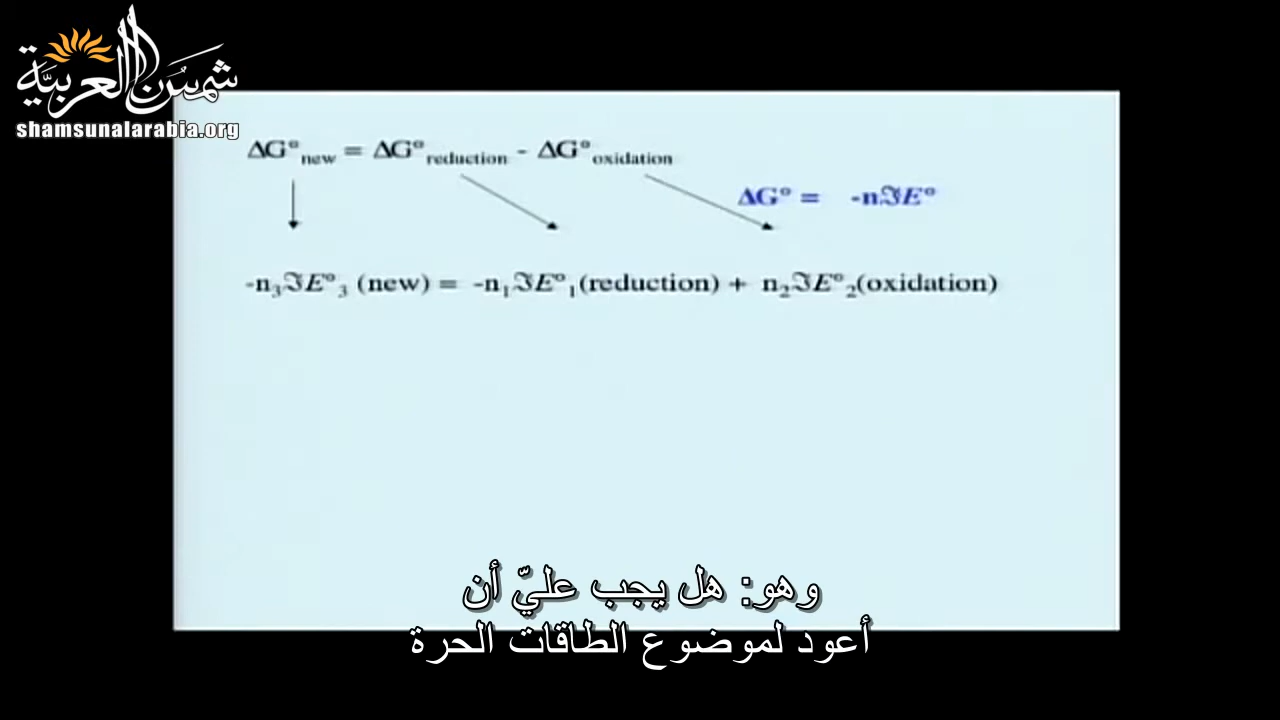 شمسُ العربية
shamsunalarabia.org
ΔG°new = ΔG°reduction - ΔG°oxidation
ΔG° = -nℑE°
-n₃ℑE°₃ (new) = -n₁ℑE°₁(reduction) + n₂ℑE°₂(oxidation)
وهو: هل يجب عليّ أن
أعود لموضوع الطاقات الحرة